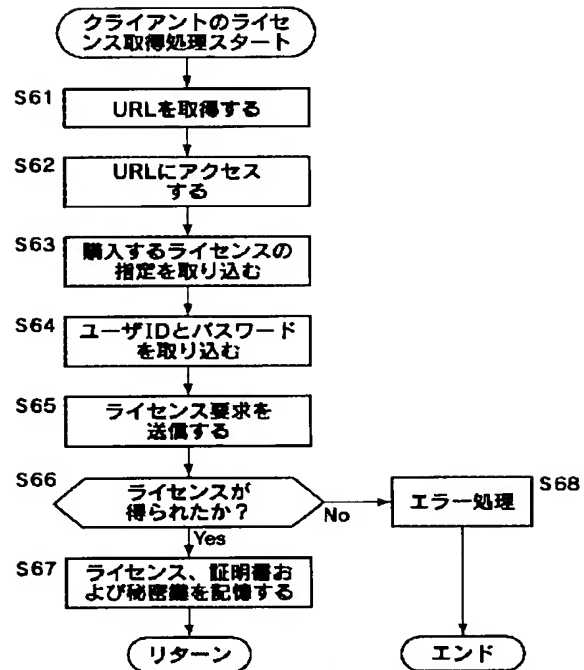 クライアントのライセ
ンス取得処理スタート
S61
URLを取得する
S62
URLにアクセス
する
S63
購入するライセンスの
指定を取り込む
S64
ユーザIDとパスワード
を取り込む
S65
ライセンス要求を
送信する
S66
ライセンスが
得られたか？
No
エラー処理
S68
Yes
S67
ライセンス、証明書お
よび秘密鍵を記憶する
リターン
エンド